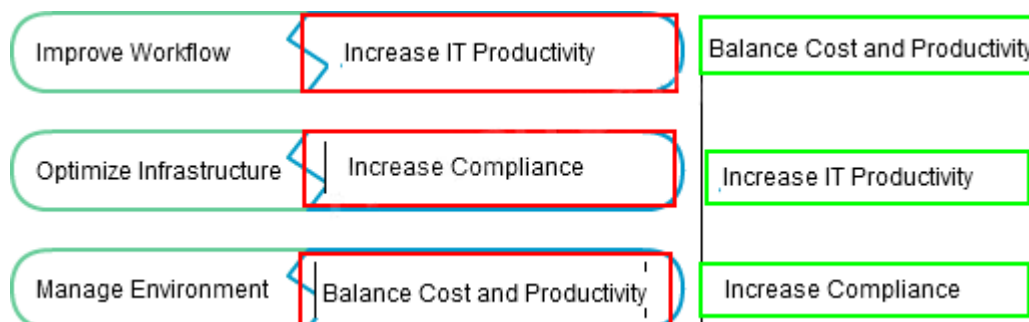 Improve Workflow
Increase IT Productivity
Balance Cost and Productivity
Optimize Infrastructure
Increase Compliance
Increase IT Productivity
Manage Environment
Balance Cost and Productivity
Increase Compliance